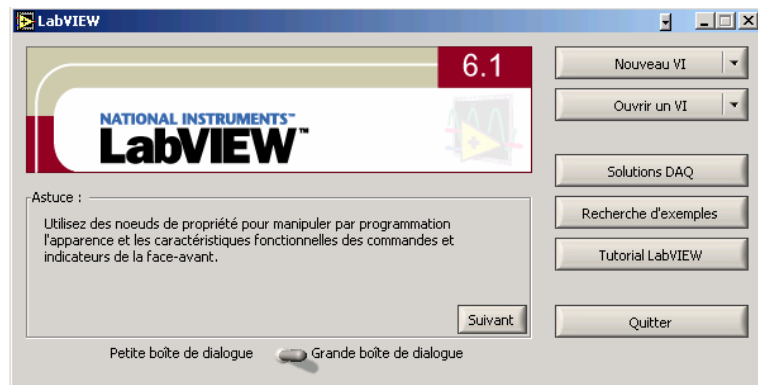 LabVIEW
6.1
NATIONAL INSTRUMENTS™
LabVIEW™
Nouveau VI
Ouvrir un VI
Solutions DAQ
Recherche d'exemples
Tutorial LabVIEW
Quitter
Astuce :
Utilisez des noeuds de propriété pour manipuler par programmation
l'apparence et les caractéristiques fonctionnelles des commandes et
indicateurs de la face-avant.
Suivant
Petite boîte de dialogue Grande boîte de dialogue